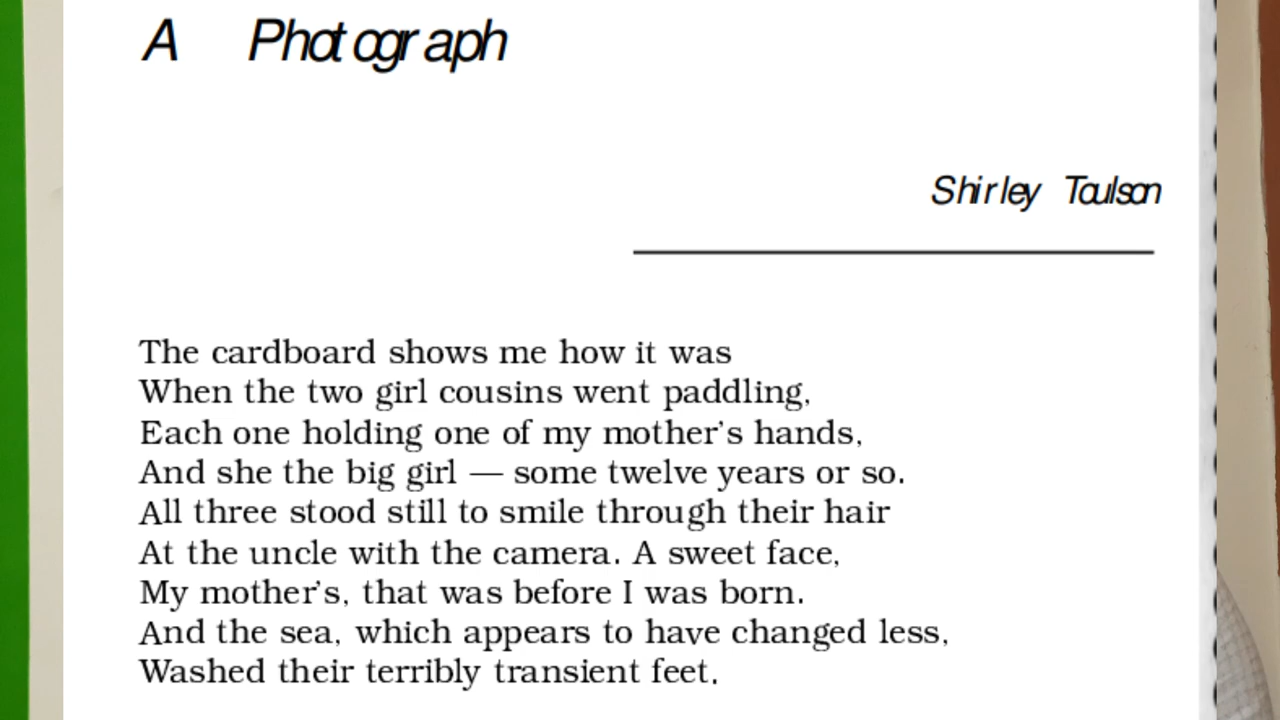 A Photograph
Shirley Toulson
The cardboard shows me how it was
When the two girl cousins went paddling,
Each one holding one of my mother's hands,
And she the big girl — some twelve years or so.
All three stood still to smile through their hair
At the uncle with the camera. A sweet face,
My mother's, that was before I was born.
And the sea, which appears to have changed less,
Washed their terribly transient feet.